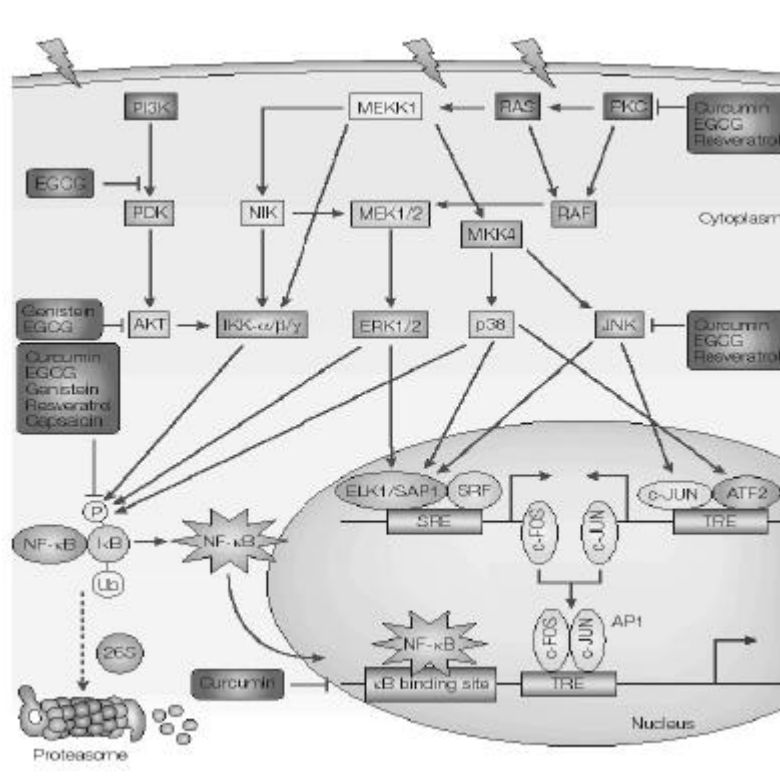 PI3K
MEKK1
RAS
PKC
Curcumin
EGCG
Resveratrol
EGCG
PDK
NIK
MEK1/2
MKK4
RAF
Cytoplasm
Genistein
EGCG
AKT
IKK-α/β/γ
ERK1/2
p38
JNK
Curcumin
EGCG
Resveratrol
Curcumin
EGCG
Genistein
Resveratrol
Capsaicin
P
ELK1/SAP1
SRF
c-JUN
ATF2
SRE
c-FOS
c-JUN
TRE
NF-κB
IκB
NF-κB
Ub
26S
c-FOS
c-JUN
AP1
NF-κB
Curcumin
κB binding site
TRE
Nucleus
Proteasome